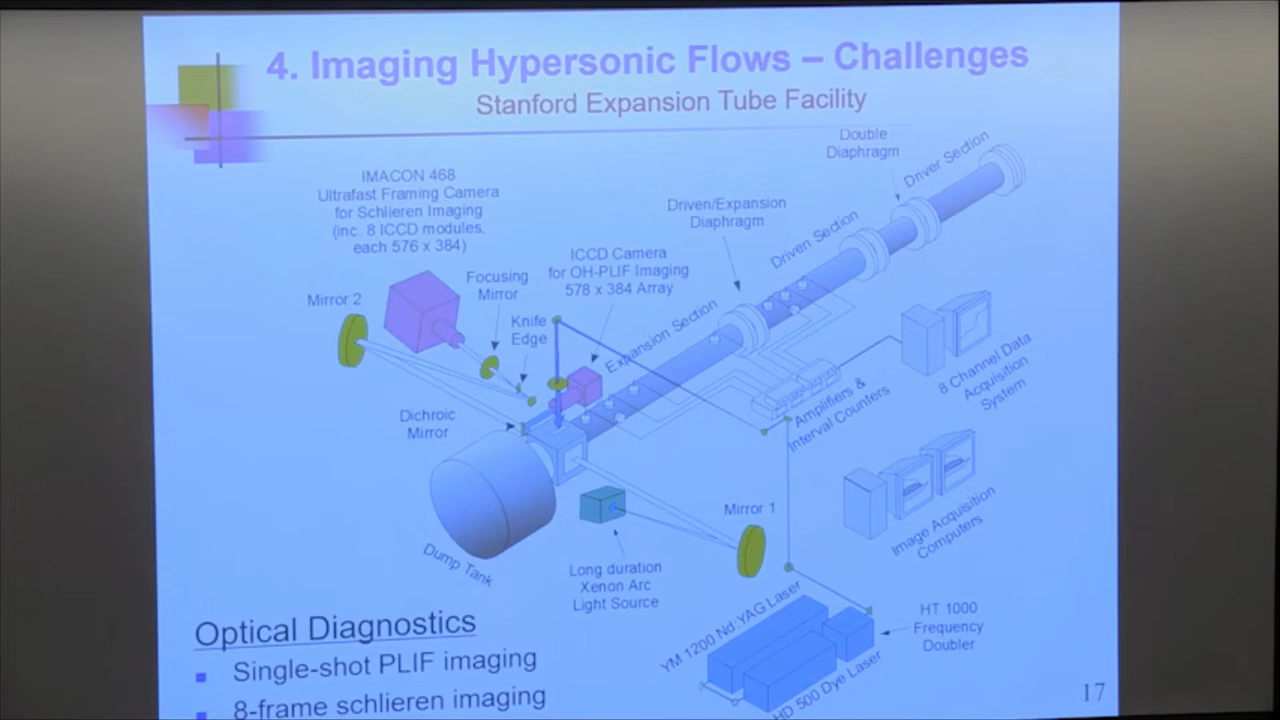 4. Imaging Hypersonic Flows – Challenges
Stanford Expansion Tube Facility
Double
Diaphragm
Driver Section
IMACON 468
Ultrafast Framing Camera
for Schlieren Imaging
(inc. 8 ICCD modules,
each 576 x 384)
Driven/Expansion
Diaphragm
Driven Section
ICCD Camera
for OH-PLIF Imaging
578 x 384 Array
Focusing
Mirror
Mirror 2
Knife
Edge
Expansion Section
8 Channel Data
Acquisition
System
Amplifiers &
Interval Counters
Dichroic
Mirror
Mirror 1
Image Acquisition
Computers
Dump Tank
Long duration
Xenon Arc
Light Source
YM 1200 Nd:YAG Laser
HT 1000
Frequency
Doubler
HD 500 Dye Laser
Optical Diagnostics
Single-shot PLIF imaging
8-frame schlieren imaging
17